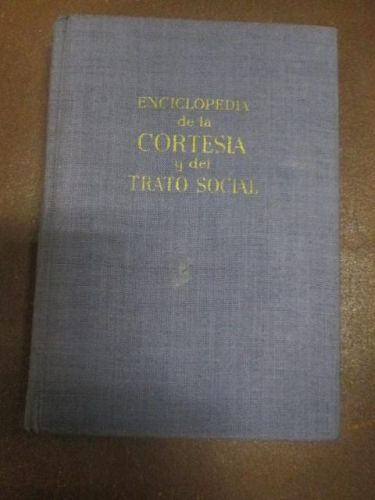 ENCICLOPEDIA
de la
CORTESIA
y del
TRATO SOCIAL